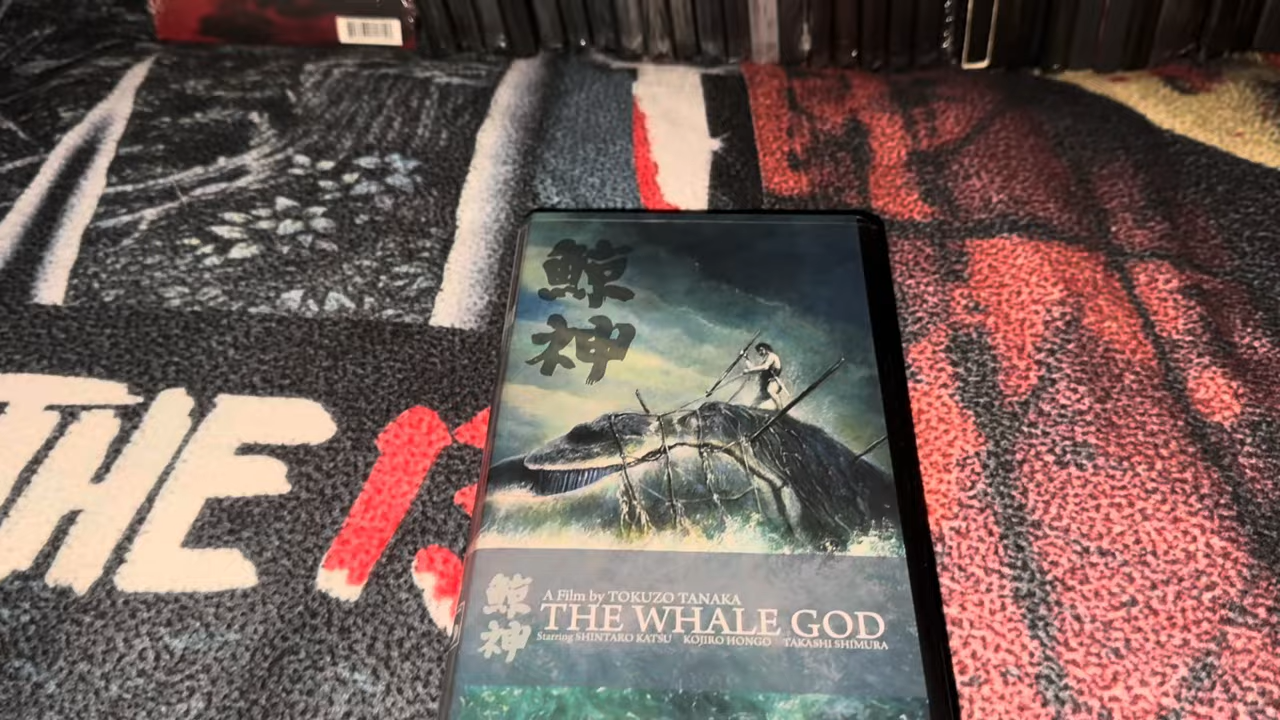 鯨
神
THE 13
鯨
神
A Film by TOKUZO TANAKA
THE WHALE GOD
Starring SHINTARO KATSU KOJIRO HONGO TAKASHI SHIMURA